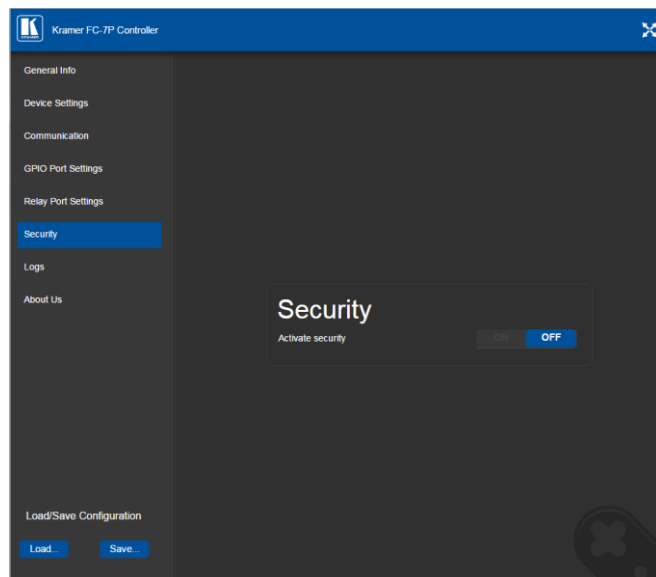 K
KRAMER
Kramer FC-7P Controller
General Info
Device Settings
Communication
GPIO Port Settings
Relay Port Settings
Security
Logs
About Us
Security
Activate security
ON OFF
Load/Save Configuration
Load... Save...